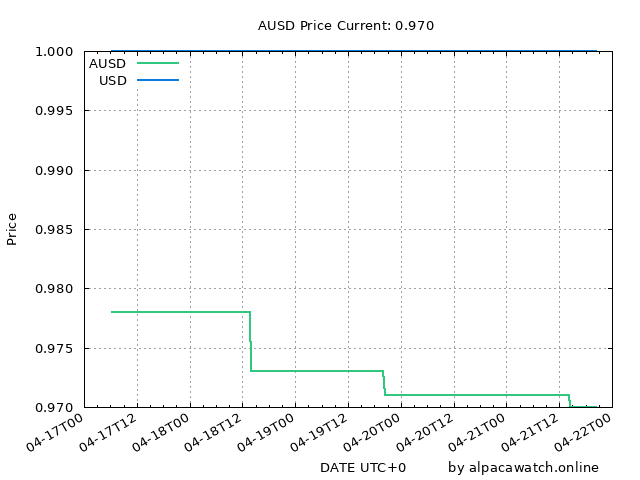 AUSD Price Current: 0.970
1.000
AUSD
USD
0.995
0.990
0.985
Price
0.980
0.975
0.970
04-17T00
04-17T12
04-18T00
04-18T12
04-19T00
04-19T12
04-20T00
04-20T12
04-21T00
04-21T12
04-22T00
DATE UTC+0
by alpacawatch.online